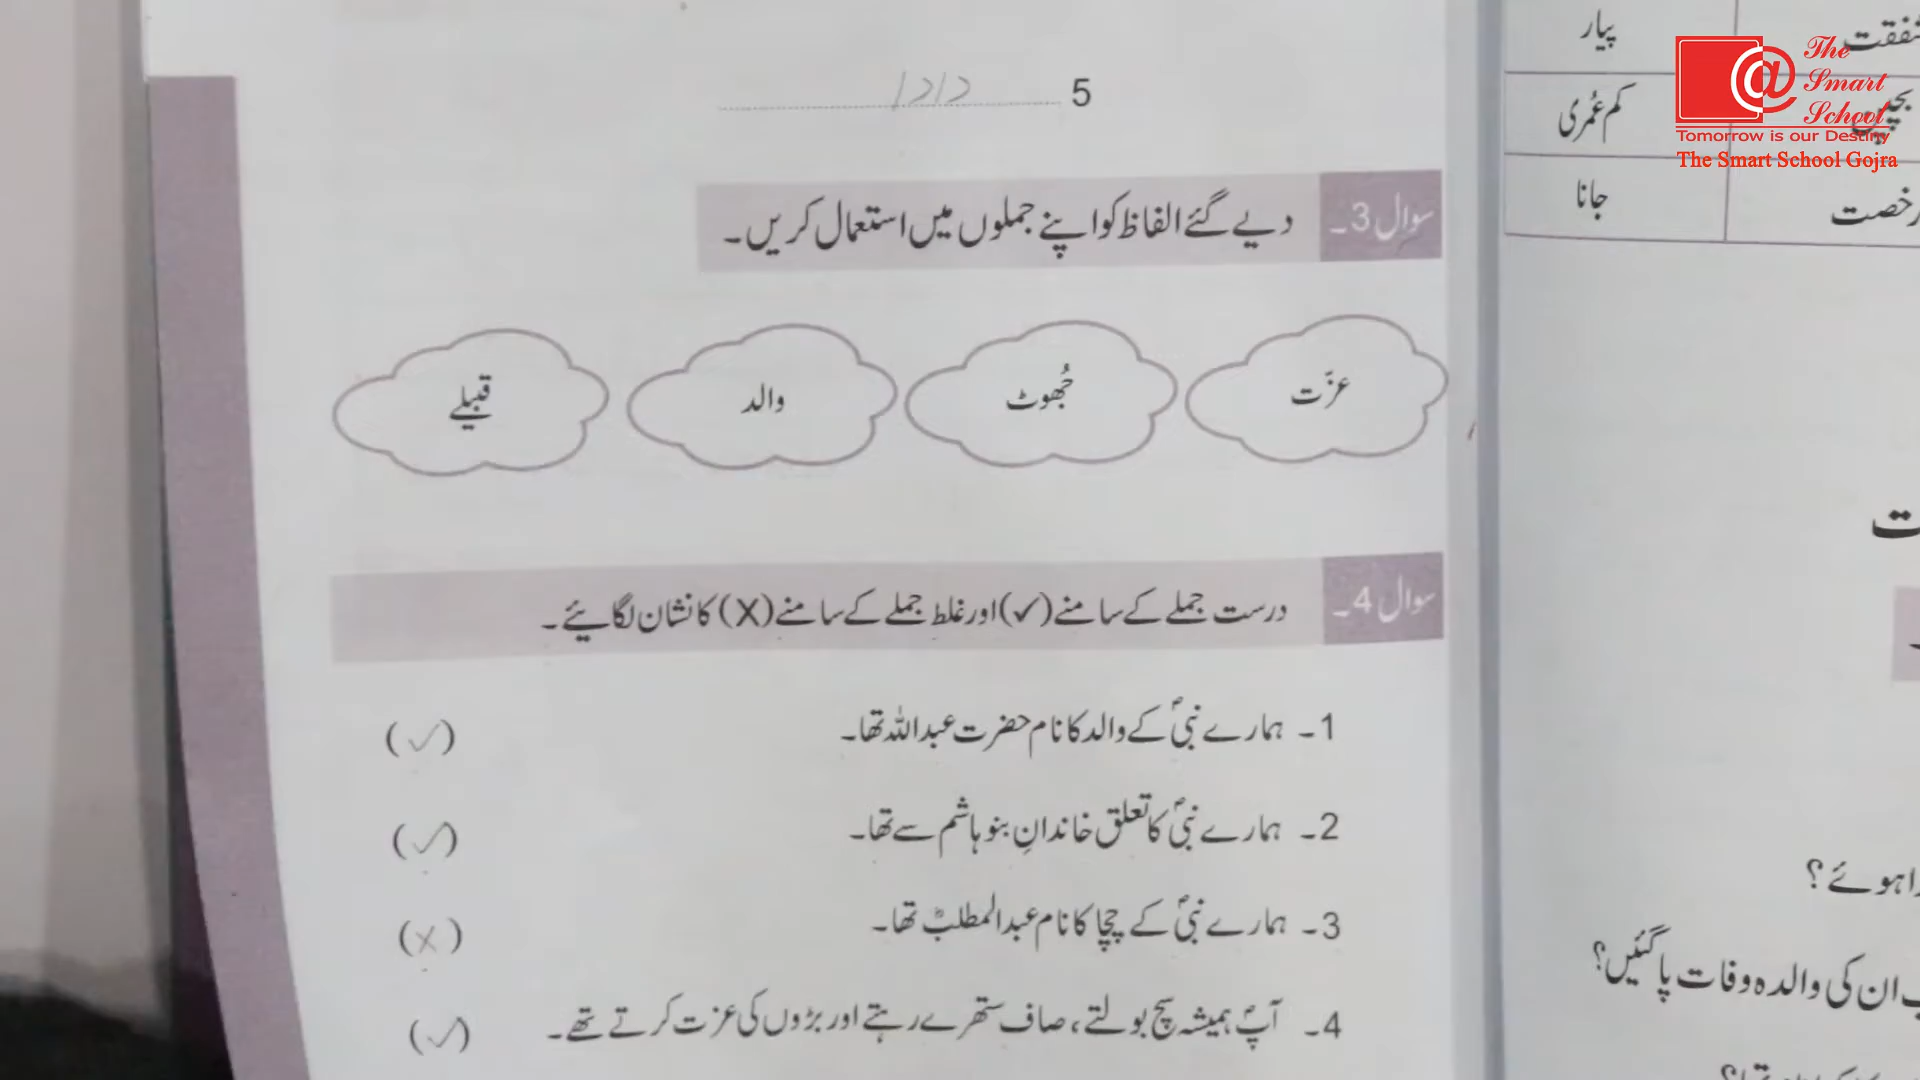 5 دادا
سوال 3۔ دیے گئے الفاظ کو اپنے جملوں میں استعمال کریں۔
عزّت جُھوٹ والد قبیلے
سوال 4۔ درست جملے کے سامنے (✓) اور غلط جملے کے سامنے (X) کا نشان لگائیے۔
1۔ ہمارے نبیؐ کے والد کا نام حضرت عبداللہ تھا۔ (✓)
2۔ ہمارے نبیؐ کا تعلق خاندانِ بنو ہاشم سے تھا۔ (✓)
3۔ ہمارے نبیؐ کے چچا کا نام عبدالمطلبؓ تھا۔ (X)
4۔ آپؐ ہمیشہ سچ بولتے، صاف ستھرے رہتے اور بڑوں کی عزت کرتے تھے۔ (✓)
پیار
کم عُمری
رخصت جانا
ہوئے؟
ان کی والدہ وفات پا گئیں؟
The
Smart
School
Tomorrow is our Destiny
The Smart School Gojra